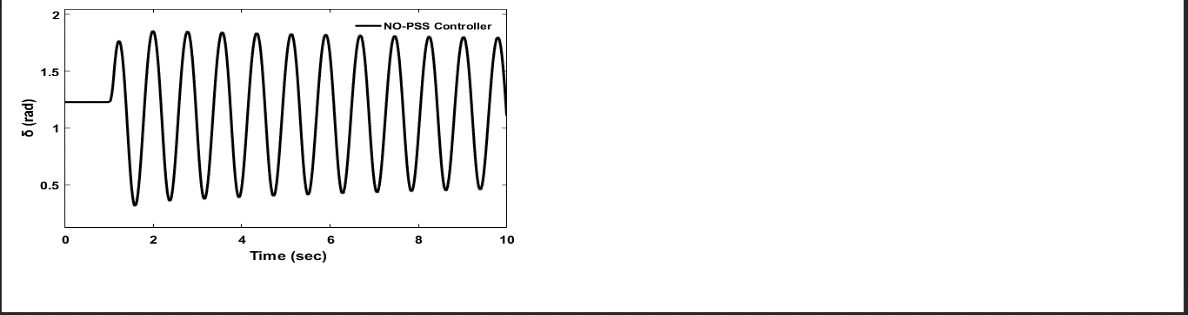 2
NO-PSS Controller
1.5
δ (rad)
1
0.5
0 2 4 6 8 10
Time (sec)